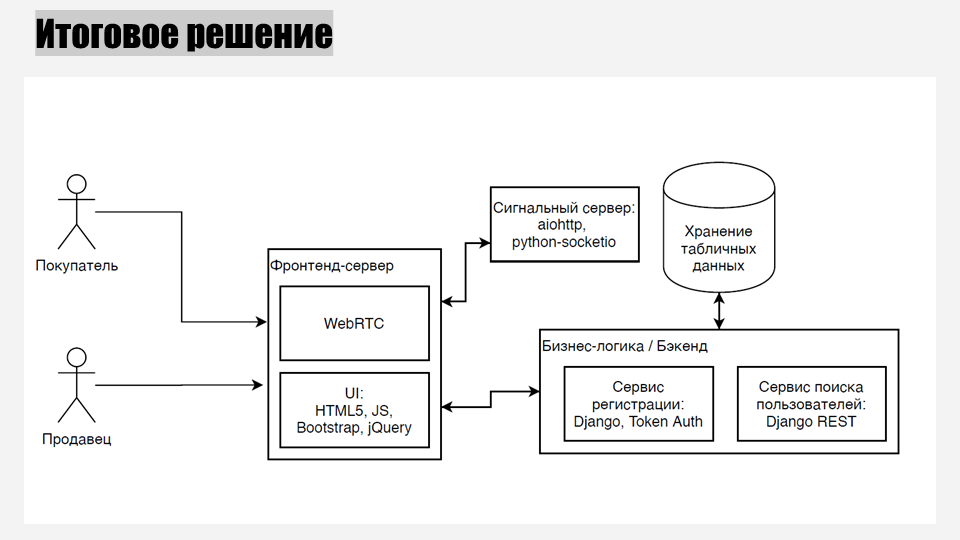 Итоговое решение
Покупатель
Продавец
Фронтенд-сервер
WebRTC
UI:
HTML5, JS,
Bootstrap, jQuery
Сигнальный сервер:
aiohttp,
python-socketio
Хранение
табличных
данных
Бизнес-логика / Бэкенд
Сервис
регистрации:
Django, Token Auth
Сервис поиска
пользователей:
Django REST